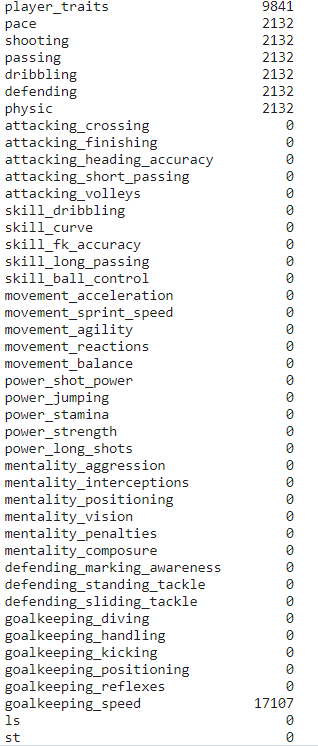 player_traits 9841
pace 2132
shooting 2132
passing 2132
dribbling 2132
defending 2132
physic 2132
attacking_crossing 0
attacking_finishing 0
attacking_heading_accuracy 0
attacking_short_passing 0
attacking_volleys 0
skill_dribbling 0
skill_curve 0
skill_fk_accuracy 0
skill_long_passing 0
skill_ball_control 0
movement_acceleration 0
movement_sprint_speed 0
movement_agility 0
movement_reactions 0
movement_balance 0
power_shot_power 0
power_jumping 0
power_stamina 0
power_strength 0
power_long_shots 0
mentality_aggression 0
mentality_interceptions 0
mentality_positioning 0
mentality_vision 0
mentality_penalties 0
mentality_composure 0
defending_marking_awareness 0
defending_standing_tackle 0
defending_sliding_tackle 0
goalkeeping_diving 0
goalkeeping_handling 0
goalkeeping_kicking 0
goalkeeping_positioning 0
goalkeeping_reflexes 0
goalkeeping_speed 17107
ls 0
st 0